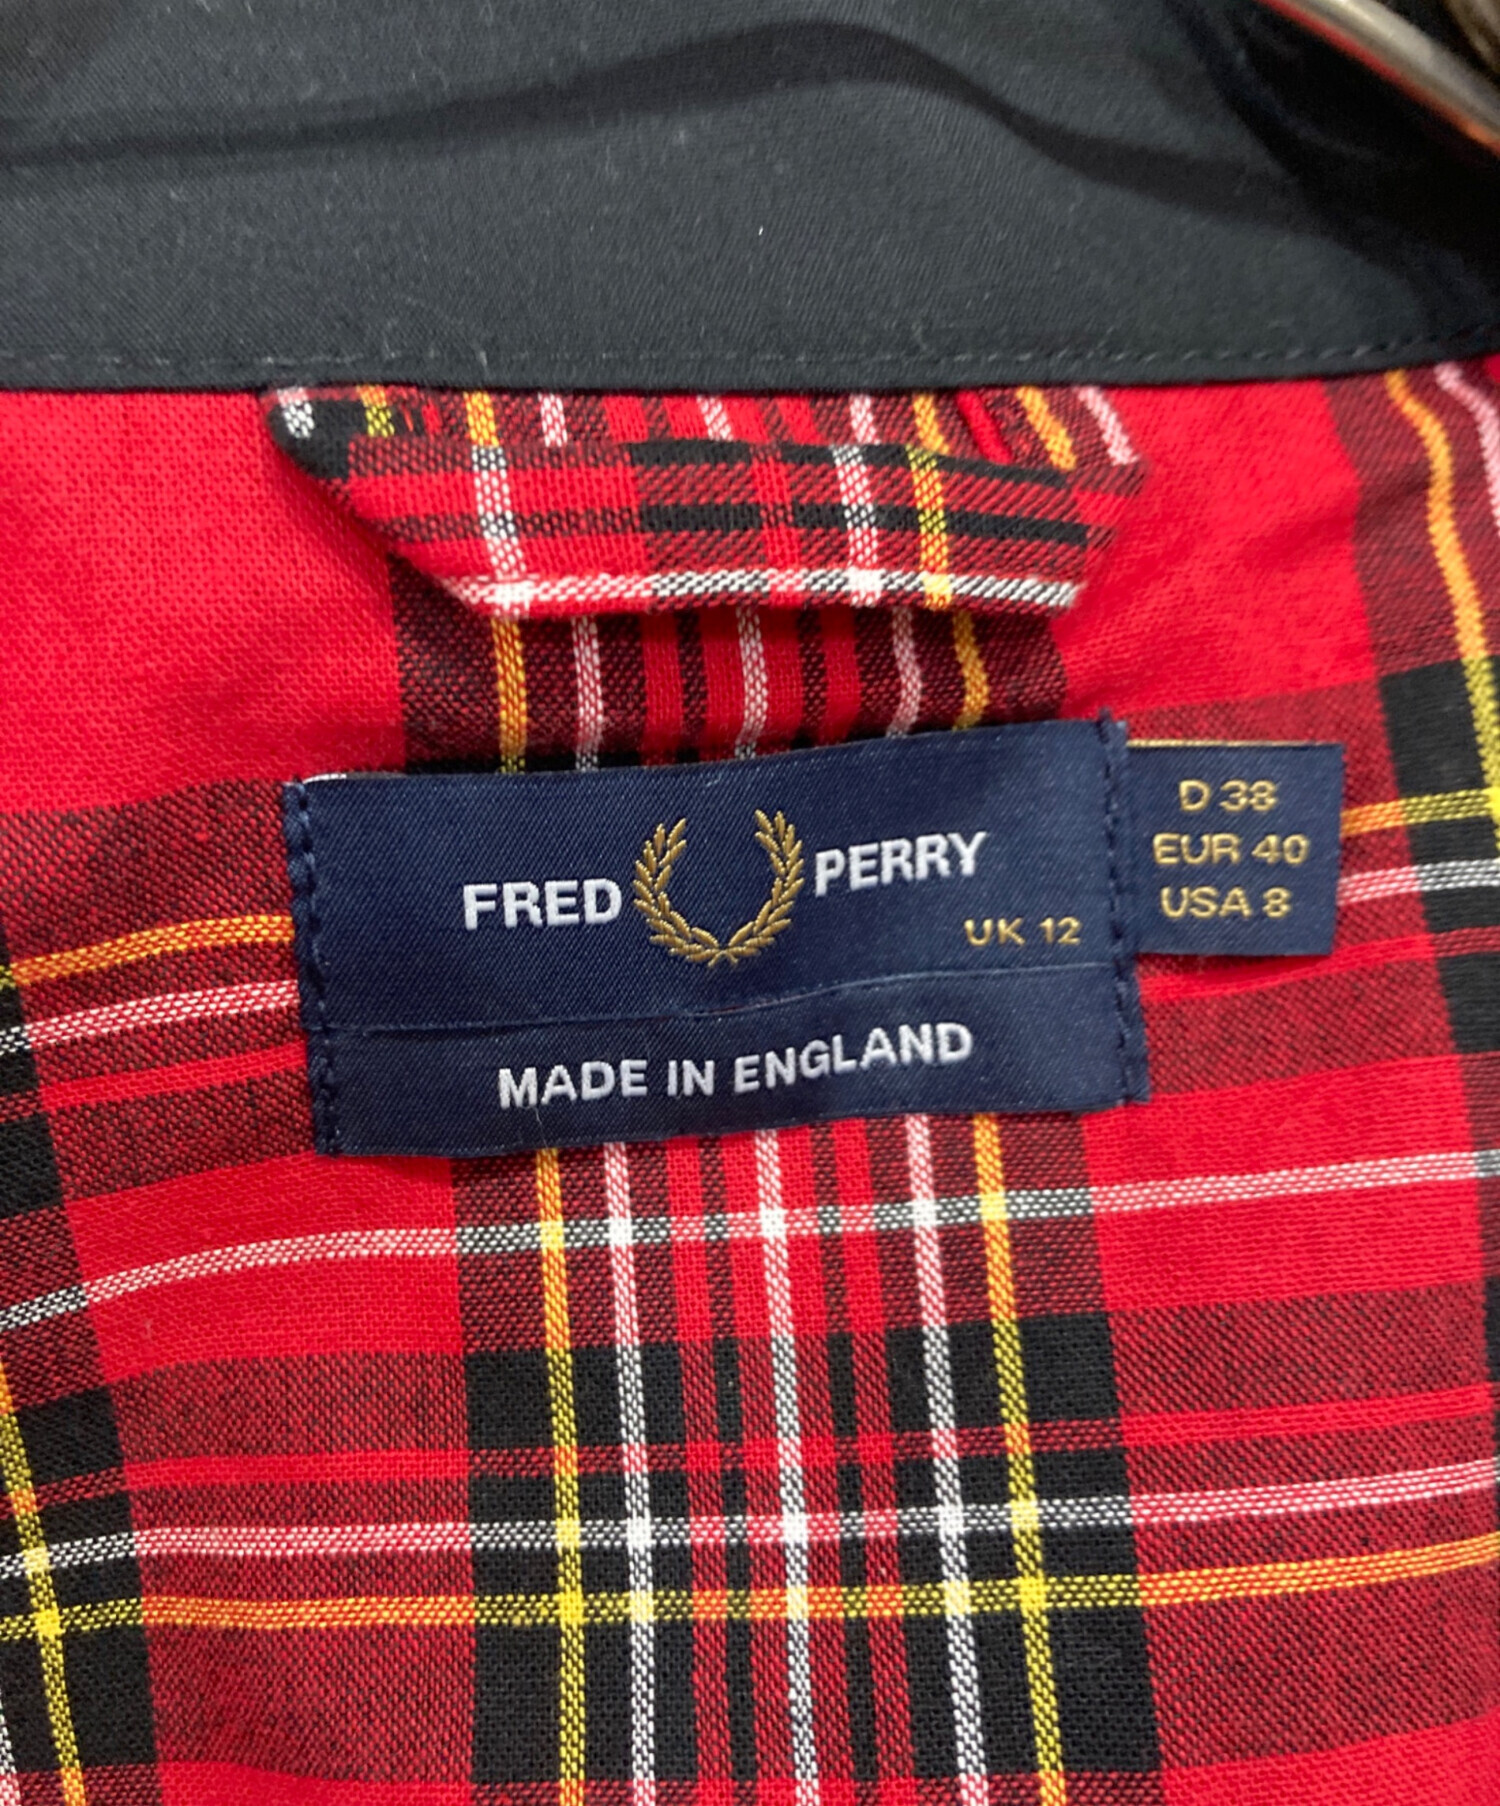 FRED PERRY
UK 12
MADE IN ENGLAND
D 38
EUR 40
USA 8